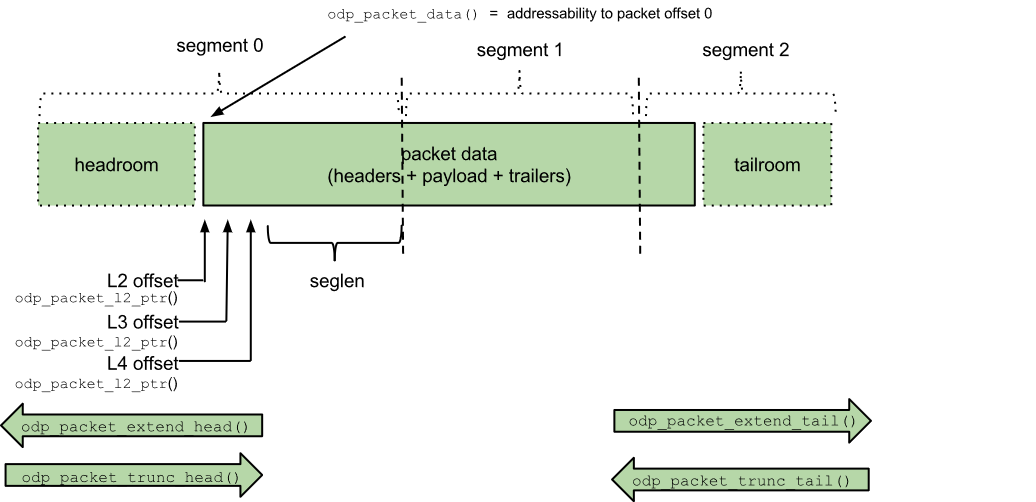 odp_packet_data() = addressability to packet offset 0
segment 0
segment 1
segment 2
headroom
packet data
(headers + payload + trailers)
tailroom
seglen
L2 offset
odp_packet_l2_ptr()
L3 offset
odp_packet_l2_ptr()
L4 offset
odp_packet_l2_ptr()
odp_packet_extend_head()
odp_packet_extend_tail()
odp_packet_trunc_head()
odp_packet_trunc_tail()